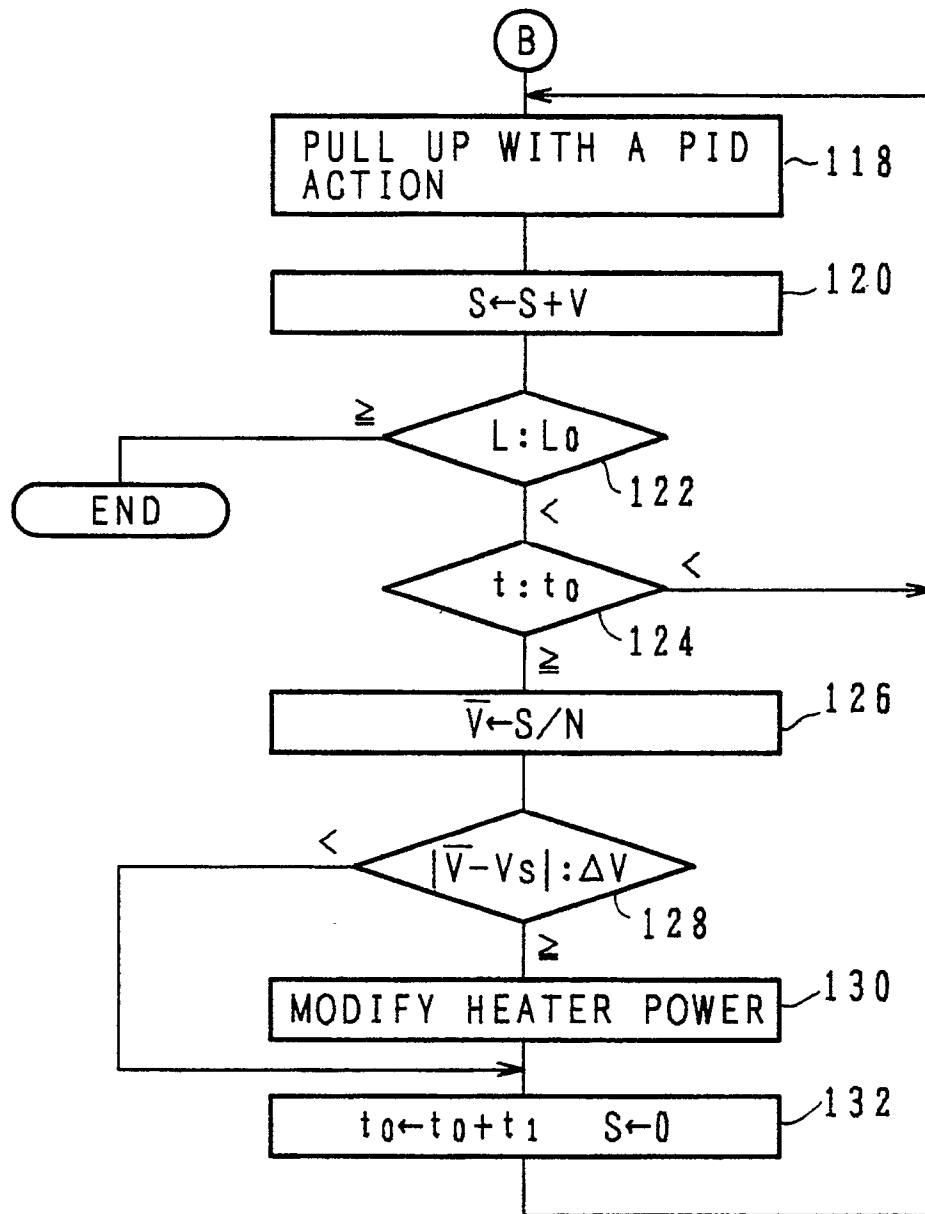 B
PULL UP WITH A PID
ACTION
118
S←S+V
120
≧
L:L0
122
END
<
t:t0
<
124
≧
V̅←S/N
126
<
|V̅-Vs|:ΔV
128
≧
MODIFY HEATER POWER
130
t0←t0+t1 S←0
132